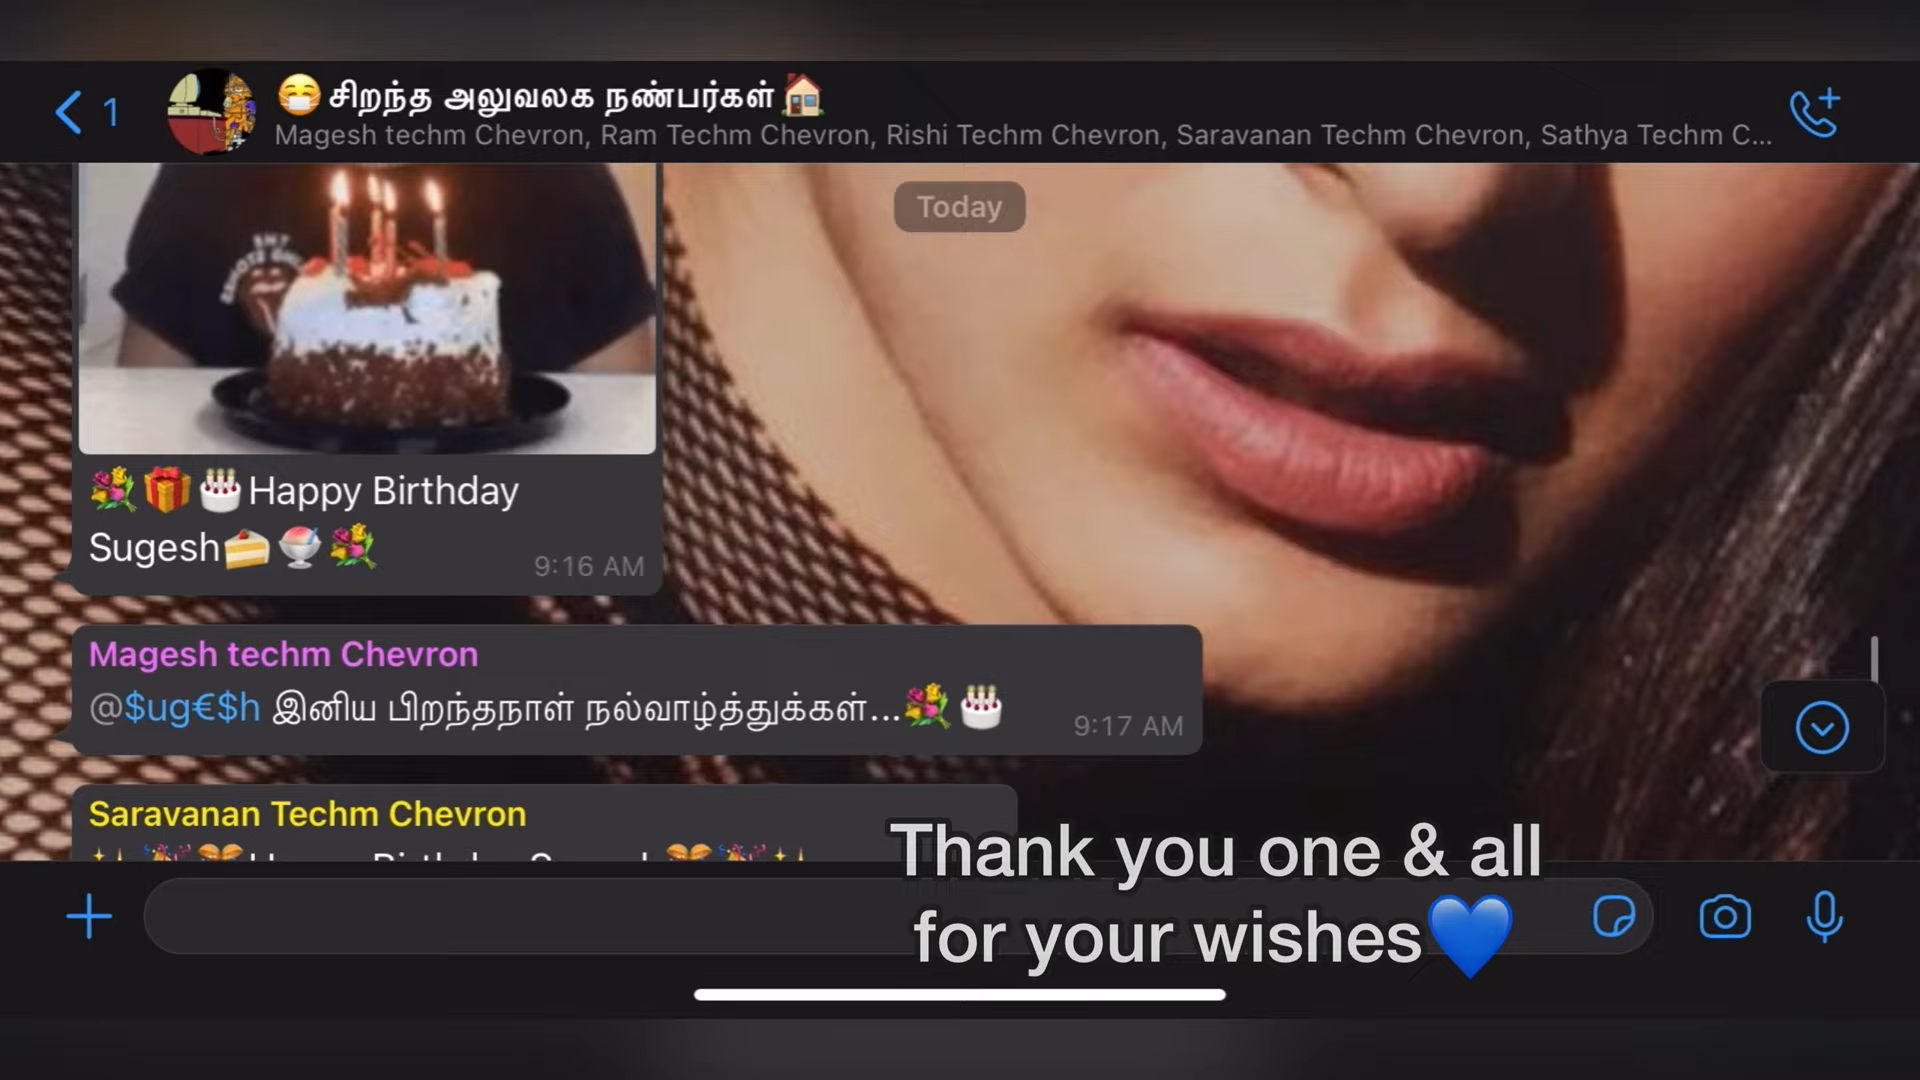 1
😷சிறந்த அலுவலக நண்பர்கள்🏠
Magesh techm Chevron, Ram Techm Chevron, Rishi Techm Chevron, Saravanan Techm Chevron, Sathya Techm C...
Today
💐🎁🎂Happy Birthday
Sugesh🍰🍧💐
9:16 AM
Magesh techm Chevron
@$ug€$h இனிய பிறந்தநாள் நல்வாழ்த்துக்கள்...💐🎂
9:17 AM
Saravanan Techm Chevron
Thank you one & all
for your wishes💙